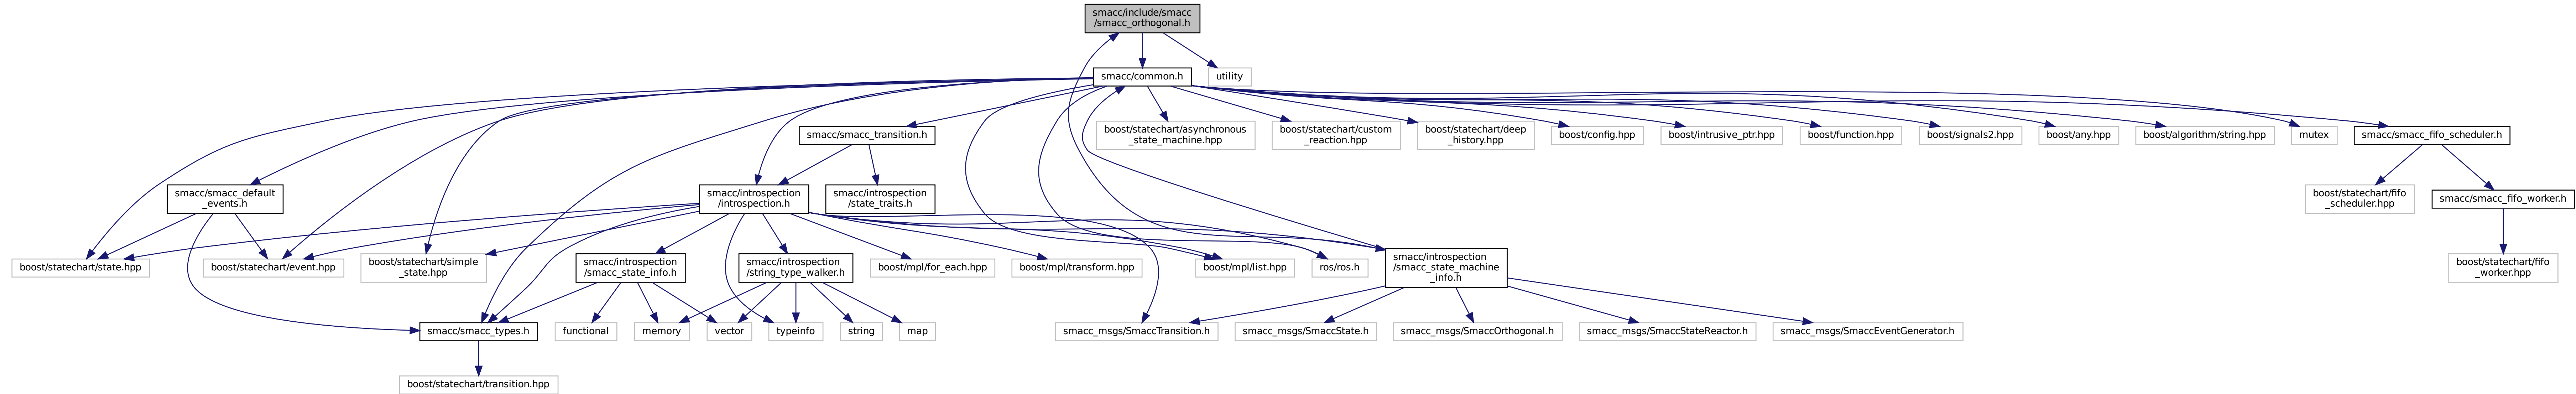 smacc/include/smacc
/smacc_orthogonal.h
smacc/common.h
utility
smacc/smacc_transition.h
boost/statechart/asynchronous
_state_machine.hpp
boost/statechart/custom
_reaction.hpp
boost/statechart/deep
_history.hpp
boost/config.hpp
boost/intrusive_ptr.hpp
boost/function.hpp
boost/signals2.hpp
boost/any.hpp
boost/algorithm/string.hpp
mutex
smacc/smacc_fifo_scheduler.h
smacc/smacc_default
_events.h
smacc/introspection
/introspection.h
smacc/introspection
/state_traits.h
boost/statechart/fifo
_scheduler.hpp
smacc/smacc_fifo_worker.h
boost/statechart/state.hpp
boost/statechart/event.hpp
boost/statechart/simple
_state.hpp
smacc/introspection
/smacc_state_info.h
smacc/introspection
/string_type_walker.h
boost/mpl/for_each.hpp
boost/mpl/transform.hpp
boost/mpl/list.hpp
ros/ros.h
smacc/introspection
/smacc_state_machine
_info.h
boost/statechart/fifo
_worker.hpp
smacc/smacc_types.h
functional
memory
vector
typeinfo
string
map
smacc_msgs/SmaccTransition.h
smacc_msgs/SmaccState.h
smacc_msgs/SmaccOrthogonal.h
smacc_msgs/SmaccStateReactor.h
smacc_msgs/SmaccEventGenerator.h
boost/statechart/transition.hpp